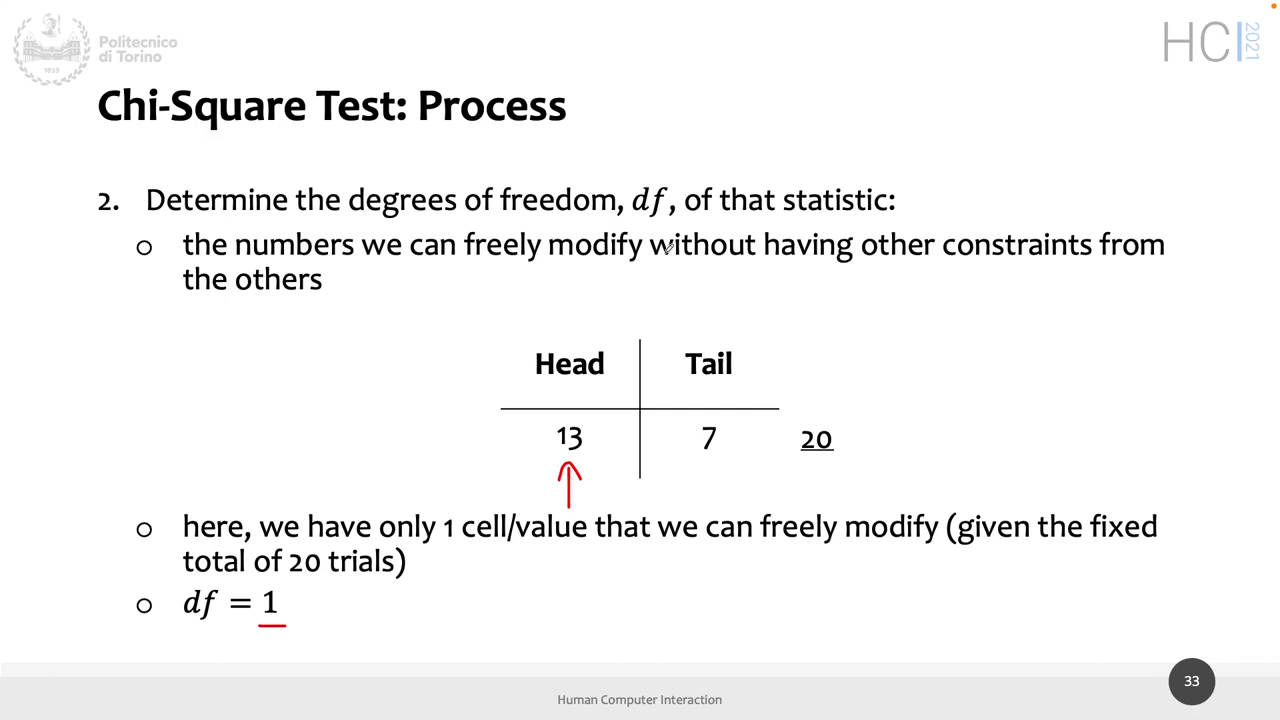 Politecnico
di Torino
1859
HCI 2021
Chi-Square Test: Process
2. Determine the degrees of freedom, df, of that statistic:
o the numbers we can freely modify without having other constraints from
the others
Head Tail
13 7 20
o here, we have only 1 cell/value that we can freely modify (given the fixed
total of 20 trials)
o df = 1
33
Human Computer Interaction